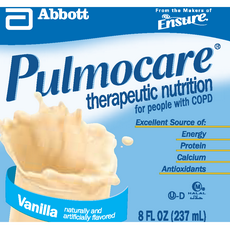 Abbott
From the Makers of
Ensure®
Pulmocare®
therapeutic nutrition
for people with COPD
Excellent Source of:
Energy
Protein
Calcium
Antioxidants
U-D
HALAL
Vanilla
naturally and
artificially flavored
8 FL OZ (237 mL)